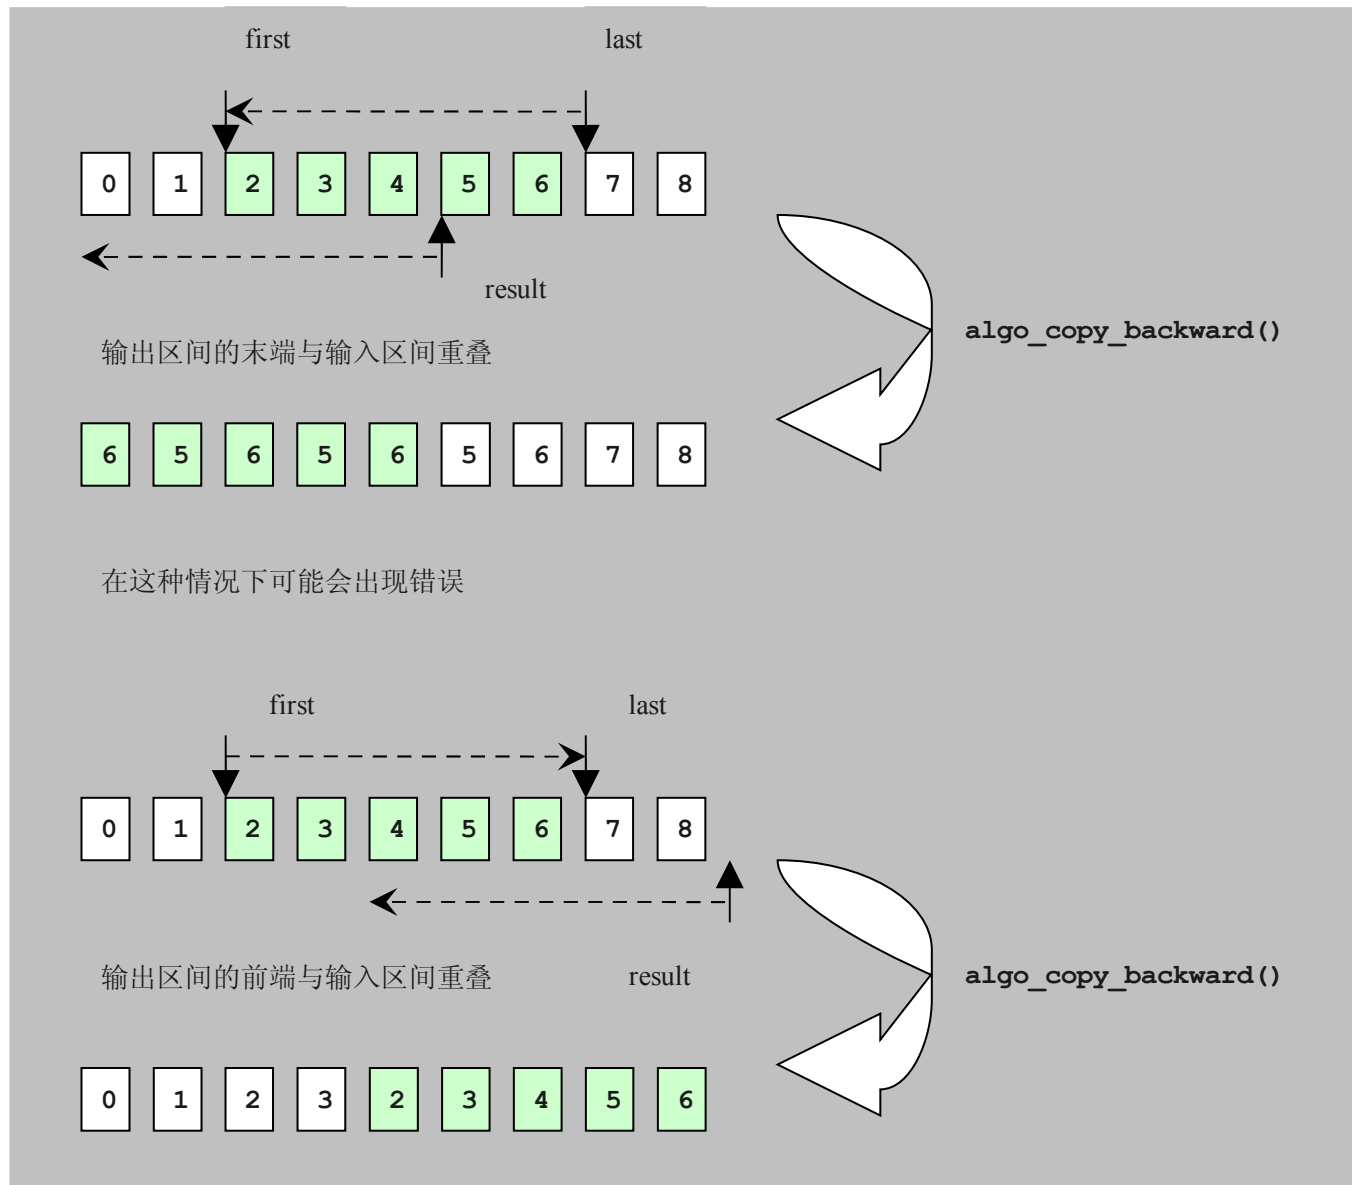 first last
0 1 2 3 4 5 6 7 8
result
algo_copy_backward()
输出区间的末端与输入区间重叠
6 5 6 5 6 5 6 7 8
在这种情况下可能会出现错误
first last
0 1 2 3 4 5 6 7 8
输出区间的前端与输入区间重叠 result
algo_copy_backward()
0 1 2 3 2 3 4 5 6